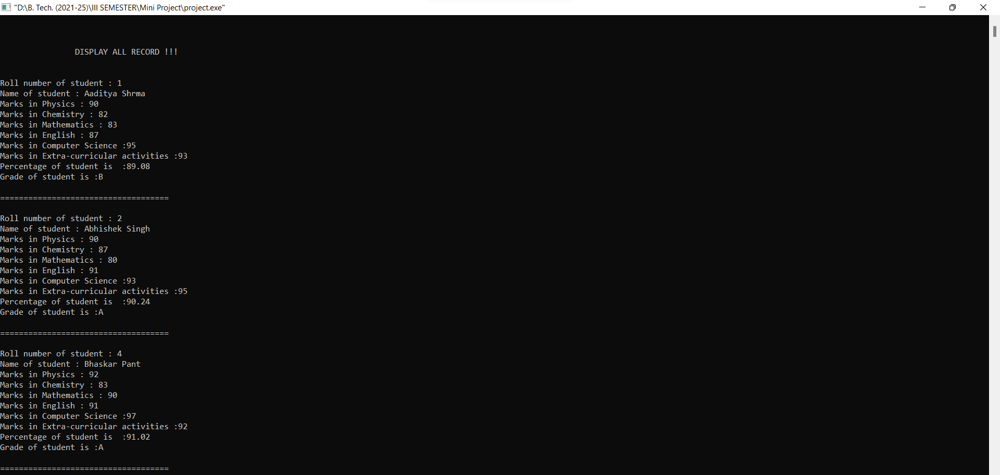 "D:\B. Tech. (2021-25)\III SEMESTER\Mini Project\project.exe"
DISPLAY ALL RECORD !!!
Roll number of student : 1
Name of student : Aaditya Shrma
Marks in Physics : 90
Marks in Chemistry : 82
Marks in Mathematics : 83
Marks in English : 87
Marks in Computer Science :95
Marks in Extra-curricular activities :93
Percentage of student is  :89.08
Grade of student is :B
====================================
Roll number of student : 2
Name of student : Abhishek Singh
Marks in Physics : 90
Marks in Chemistry : 87
Marks in Mathematics : 80
Marks in English : 91
Marks in Computer Science :93
Marks in Extra-curricular activities :95
Percentage of student is  :90.24
Grade of student is :A
====================================
Roll number of student : 4
Name of student : Bhaskar Pant
Marks in Physics : 92
Marks in Chemistry : 83
Marks in Mathematics : 90
Marks in English : 91
Marks in Computer Science :97
Marks in Extra-curricular activities :92
Percentage of student is  :91.02
Grade of student is :A
====================================